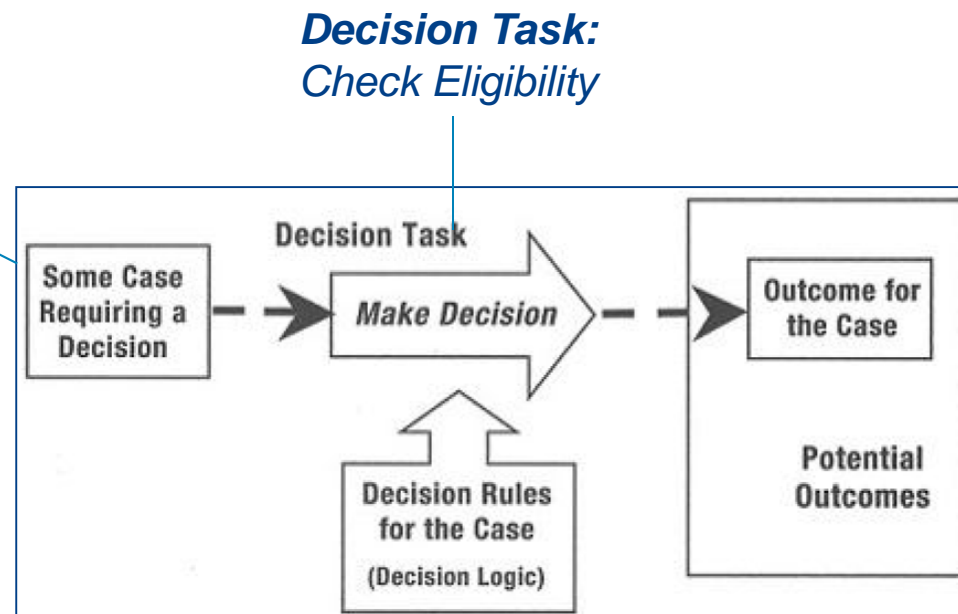 Decision Task:
Check Eligibility
Decision Task
Some Case
Requiring a
Decision
Make Decision
Outcome for
the Case
Decision Rules
for the Case
(Decision Logic)
Potential
Outcomes